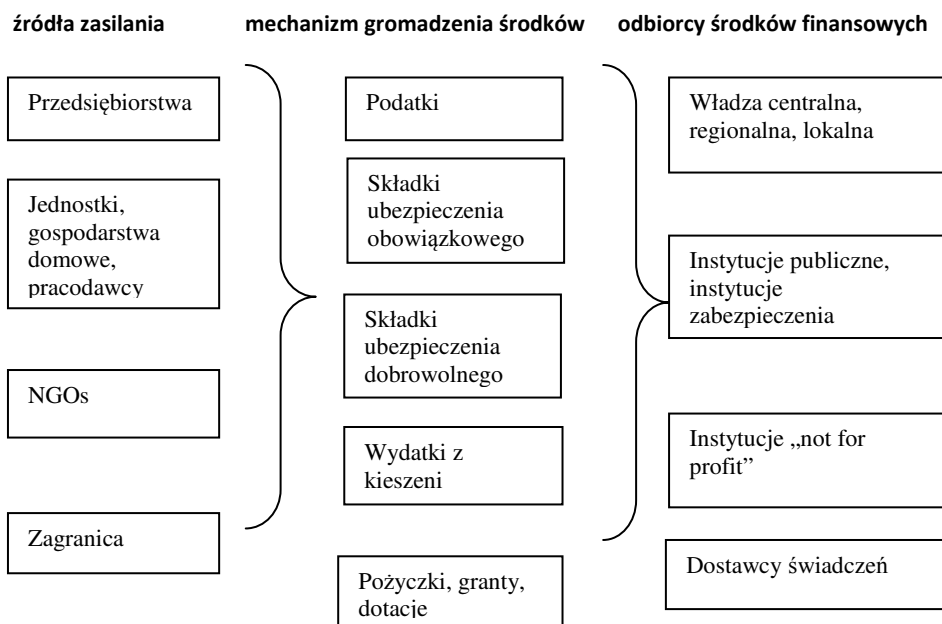 źródła zasilania
mechanizm gromadzenia środków
odbiorcy środków finansowych
Przedsiębiorstwa
Jednostki,
gospodarstwa
domowe,
pracodawcy
NGOs
Zagranica
Podatki
Składki
ubezpieczenia
obowiązkowego
Składki
ubezpieczenia
dobrowolnego
Wydatki z
kieszeni
Pożyczki, granty,
dotacje
Władza centralna,
regionalna, lokalna
Instytucje publiczne,
instytucje
zabezpieczenia
Instytucje „not for
profit”
Dostawcy świadczeń